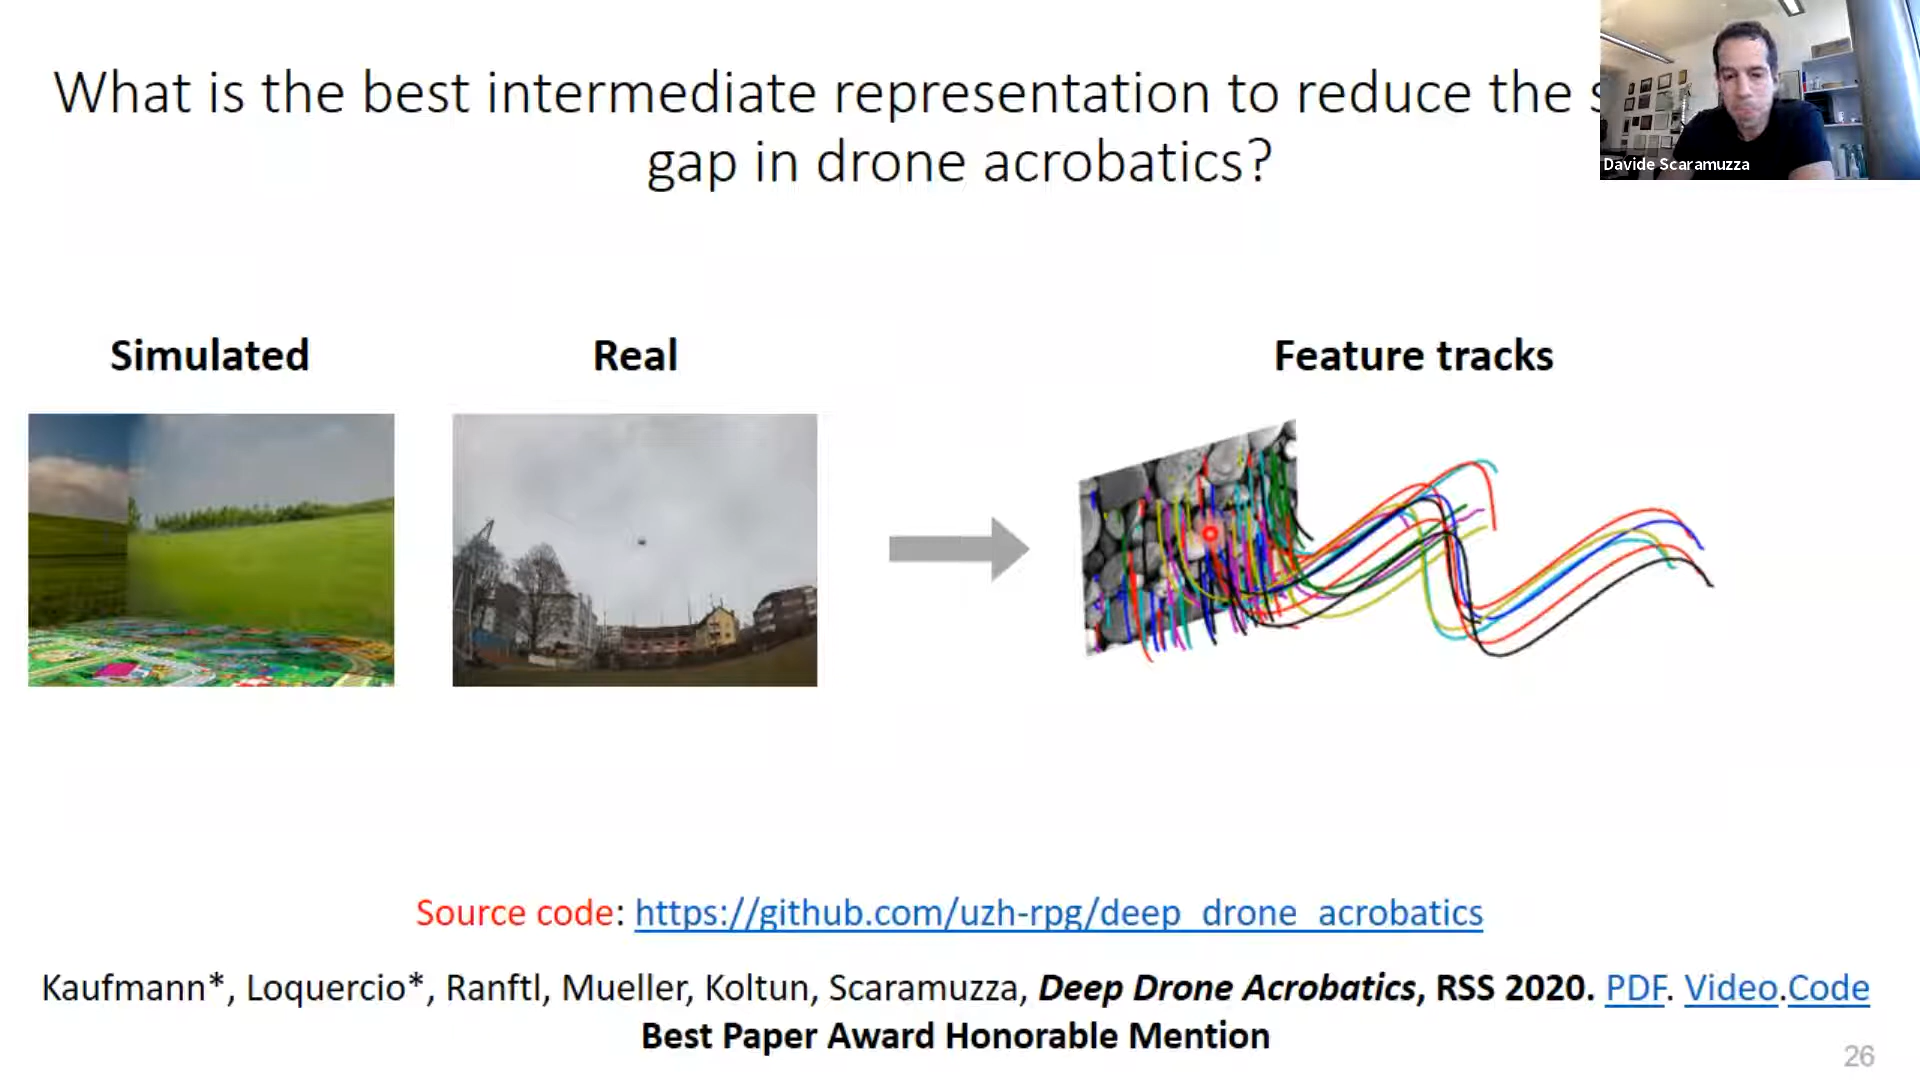 What is the best intermediate representation to reduce the
gap in drone acrobatics?
Davide Scaramuzza
Simulated
Real
Feature tracks
Source code: https://github.com/uzh-rpg/deep_drone_acrobatics
Kaufmann*, Loquercio*, Ranftl, Mueller, Koltun, Scaramuzza, Deep Drone Acrobatics, RSS 2020. PDF. Video.Code
Best Paper Award Honorable Mention
26